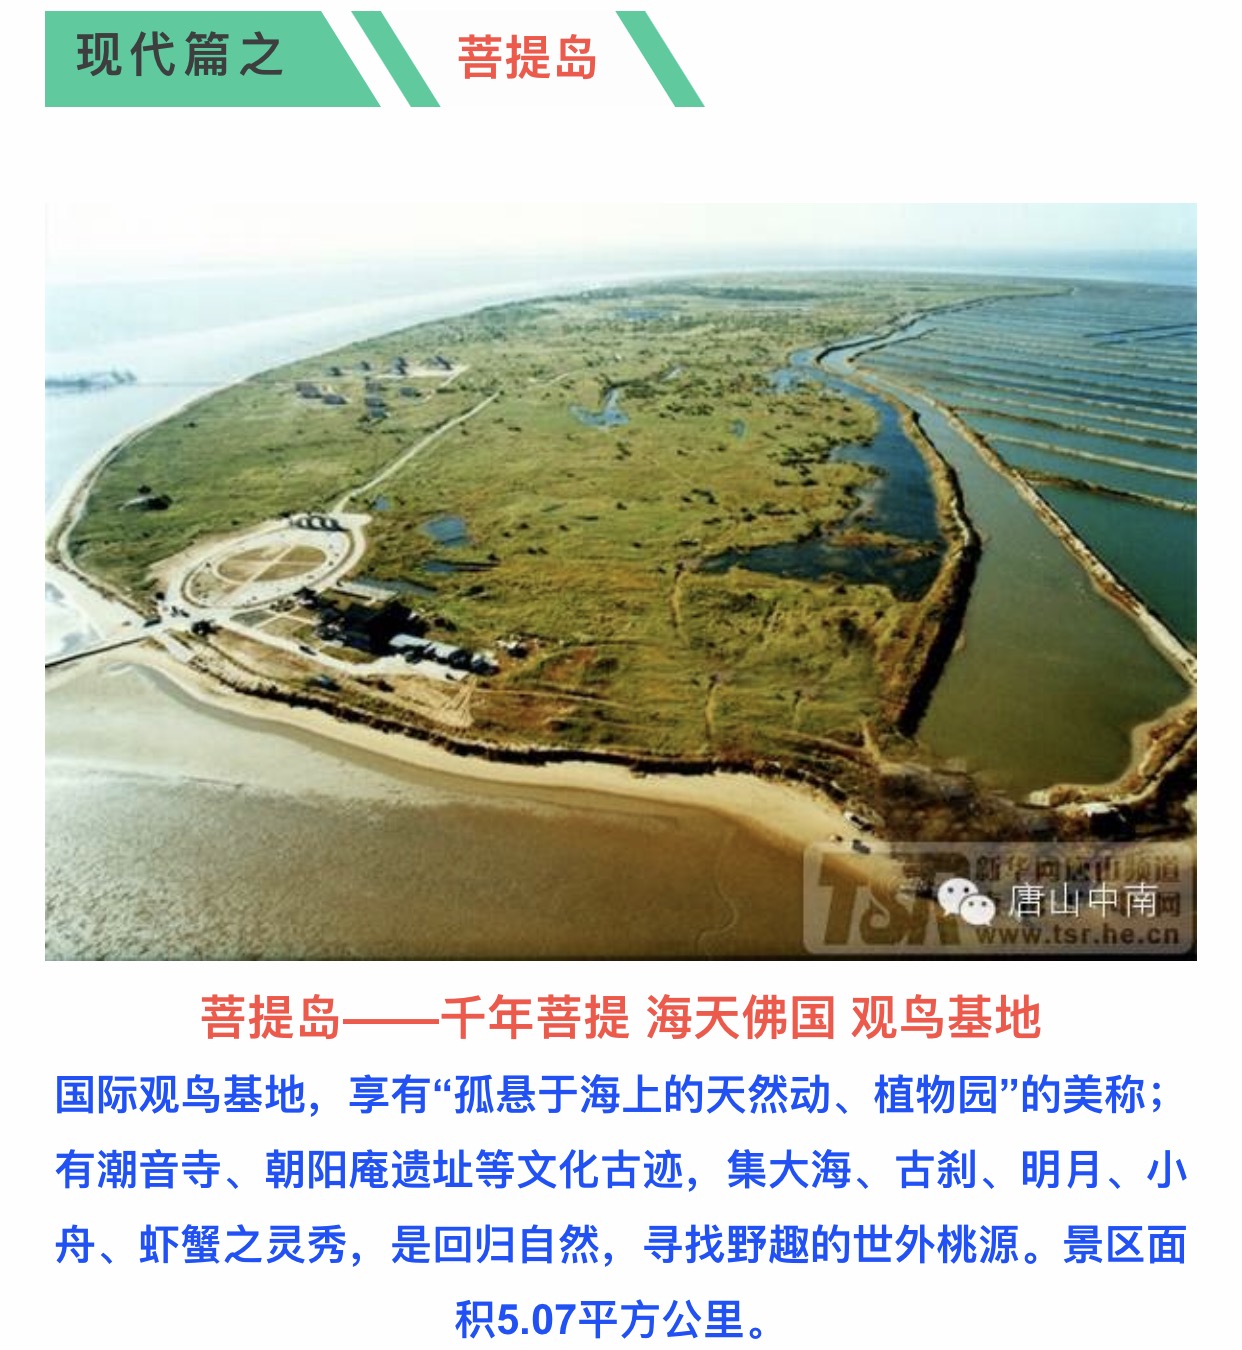 现代篇之
菩提岛
TSR
新华网唐山频道
唐山中南
www.tsr.he.cn
菩提岛——千年菩提 海天佛国 观鸟基地
国际观鸟基地，享有“孤悬于海上的天然动、植物园”的美称；
有潮音寺、朝阳庵遗址等文化古迹，集大海、古刹、明月、小
舟、虾蟹之灵秀，是回归自然，寻找野趣的世外桃源。景区面
积5.07平方公里。